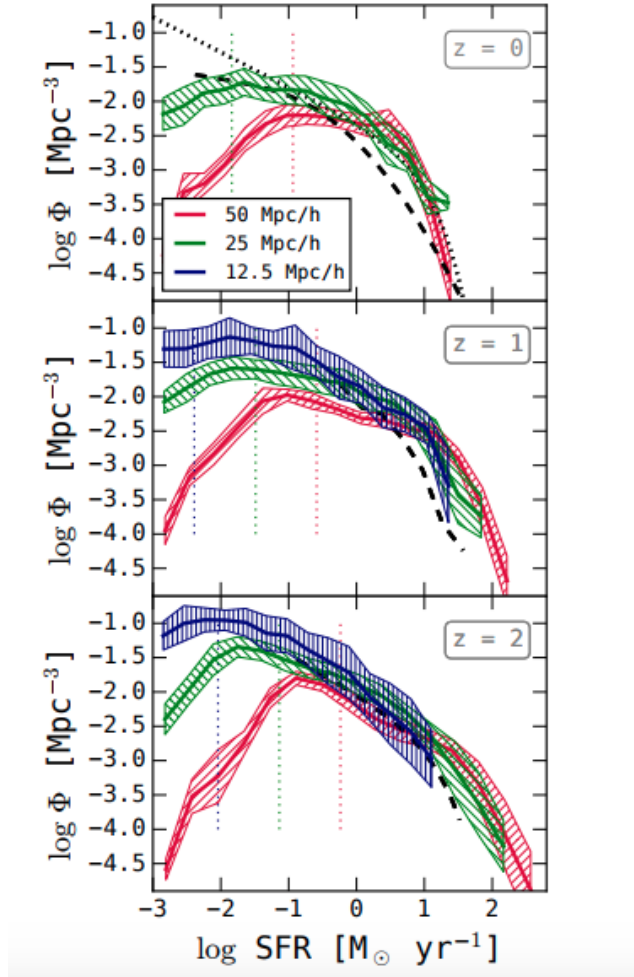 −1.0
−1.5
−2.0
−2.5
−3.0
−3.5
−4.0
−4.5
log Φ [Mpc⁻³]
z = 0
50 Mpc/h
25 Mpc/h
12.5 Mpc/h
−1.0
−1.5
−2.0
−2.5
−3.0
−3.5
−4.0
−4.5
log Φ [Mpc⁻³]
z = 1
−1.0
−1.5
−2.0
−2.5
−3.0
−3.5
−4.0
−4.5
log Φ [Mpc⁻³]
z = 2
−3 −2 −1 0 1 2
log SFR [M⊙ yr⁻¹]